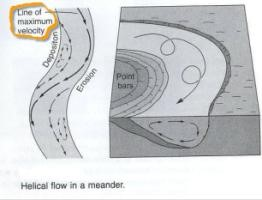 Line of
maximum
velocity
Deposition
Erosion
Point
bars
Helical flow in a meander.